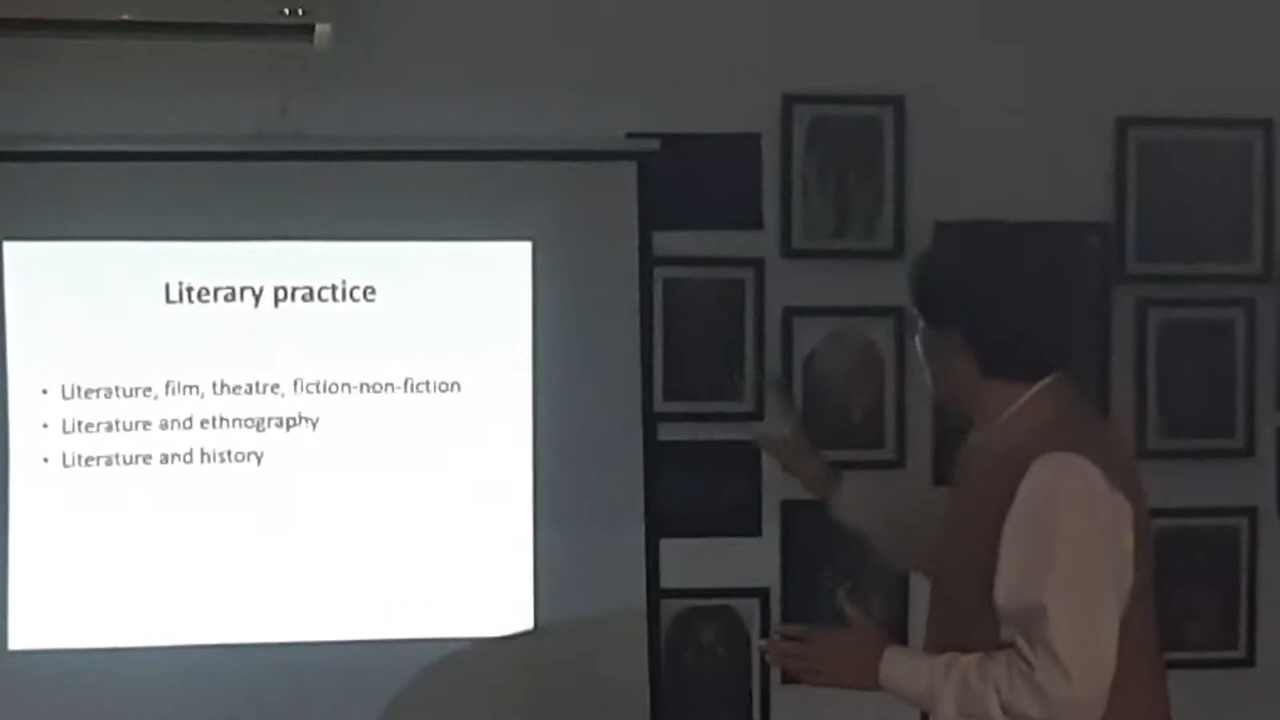 Literary practice
• Literature, film, theatre, fiction-non-fiction
• Literature and ethnography
• Literature and history